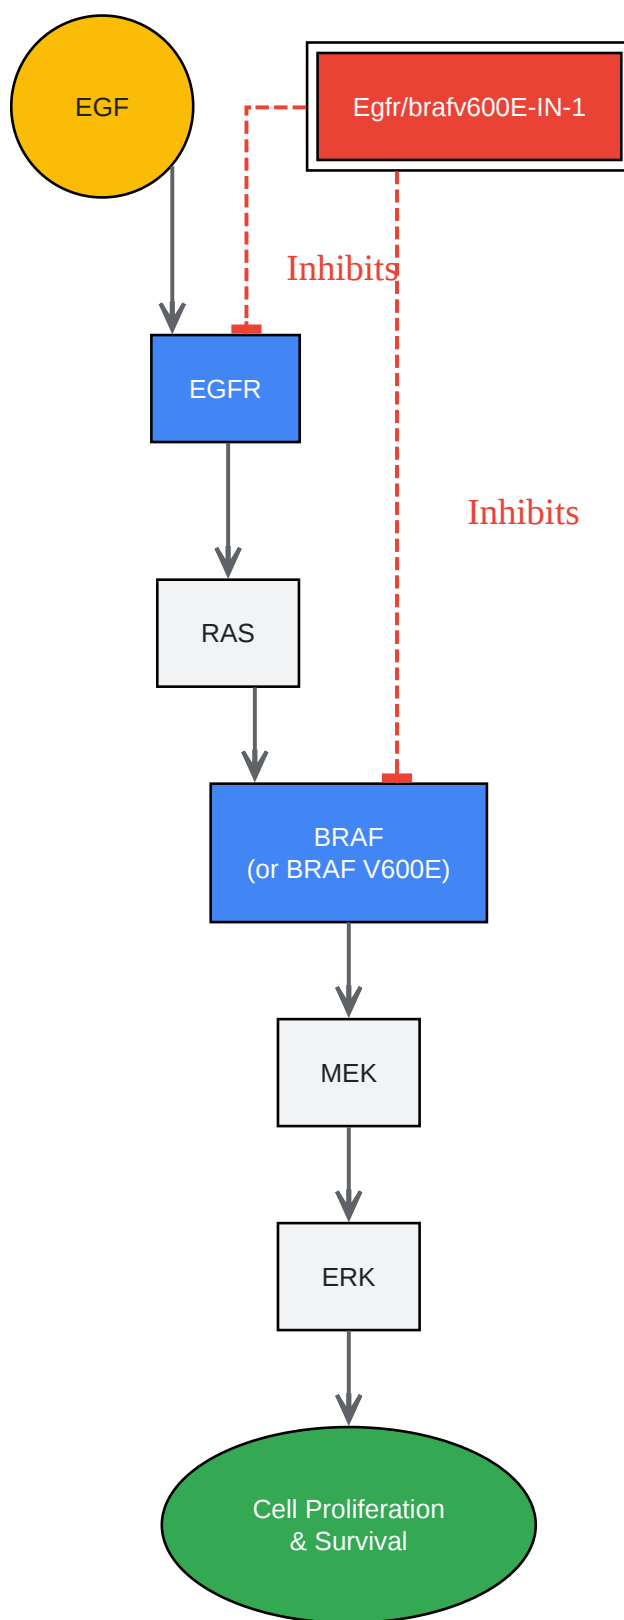 EGF
Egfr/brafv600E-IN-1
Inhibits
EGFR
Inhibits
RAS
BRAF
(or BRAF V600E)
MEK
ERK
Cell Proliferation
& Survival